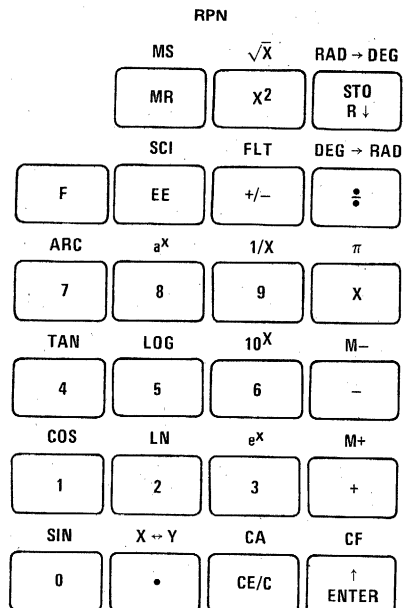 RPN
MS √X RAD → DEG
MR X² STO
R ↓
SCI FLT DEG → RAD
F EE +/− ÷
ARC aˣ 1/X π
7 8 9 X
TAN LOG 10ˣ M−
4 5 6 −
COS LN eˣ M+
1 2 3 +
SIN X ↔ Y CA CF
0 • CE/C ↑
ENTER